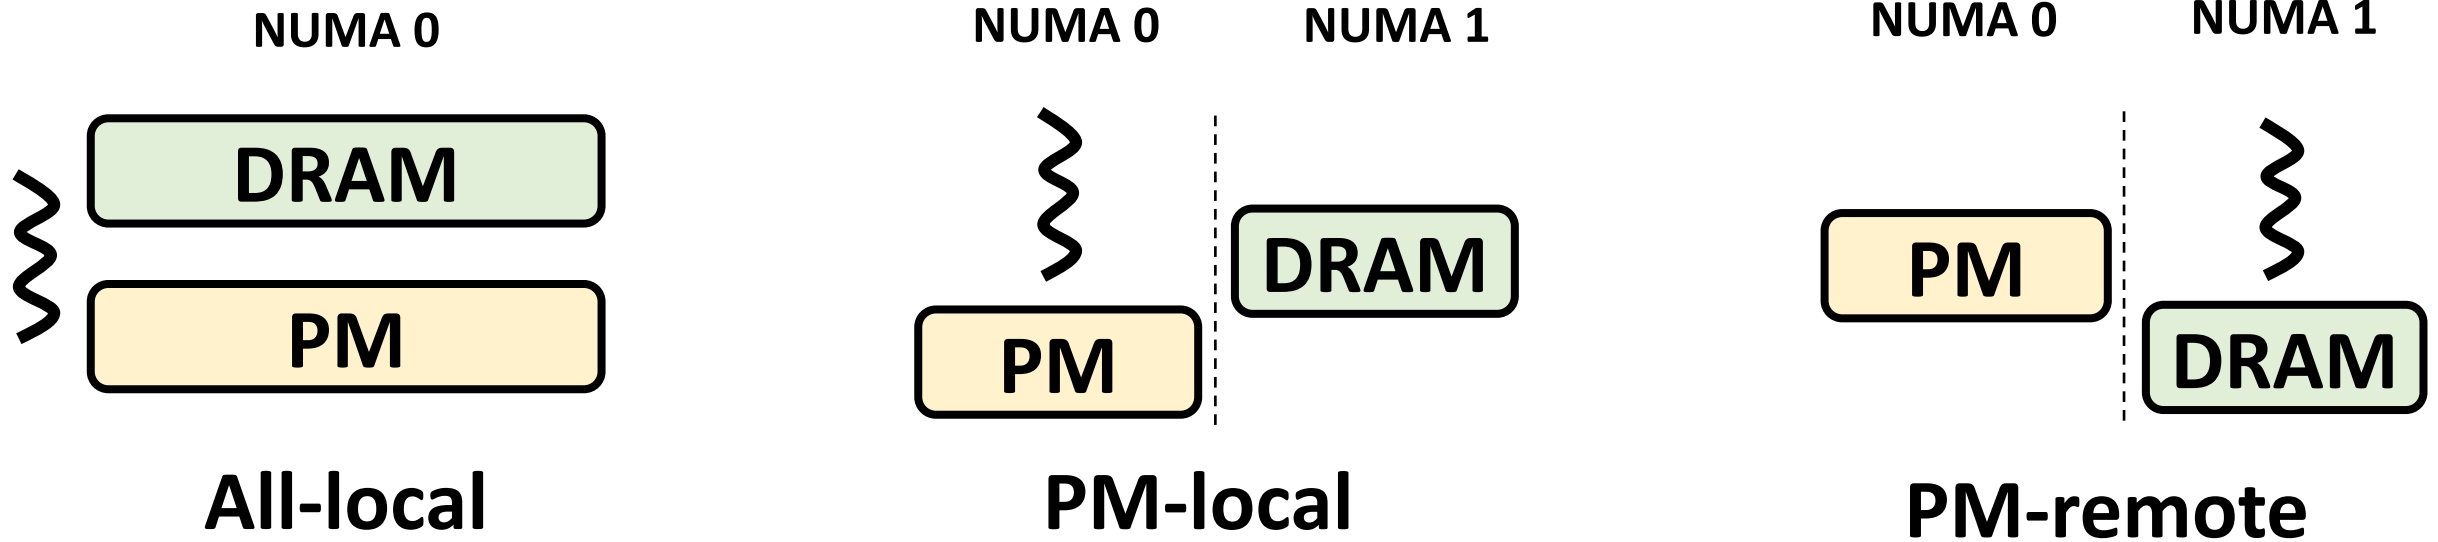 NUMA 0
DRAM
PM
All-local
NUMA 0
NUMA 1
DRAM
PM
PM-local
NUMA 0
NUMA 1
PM
DRAM
PM-remote